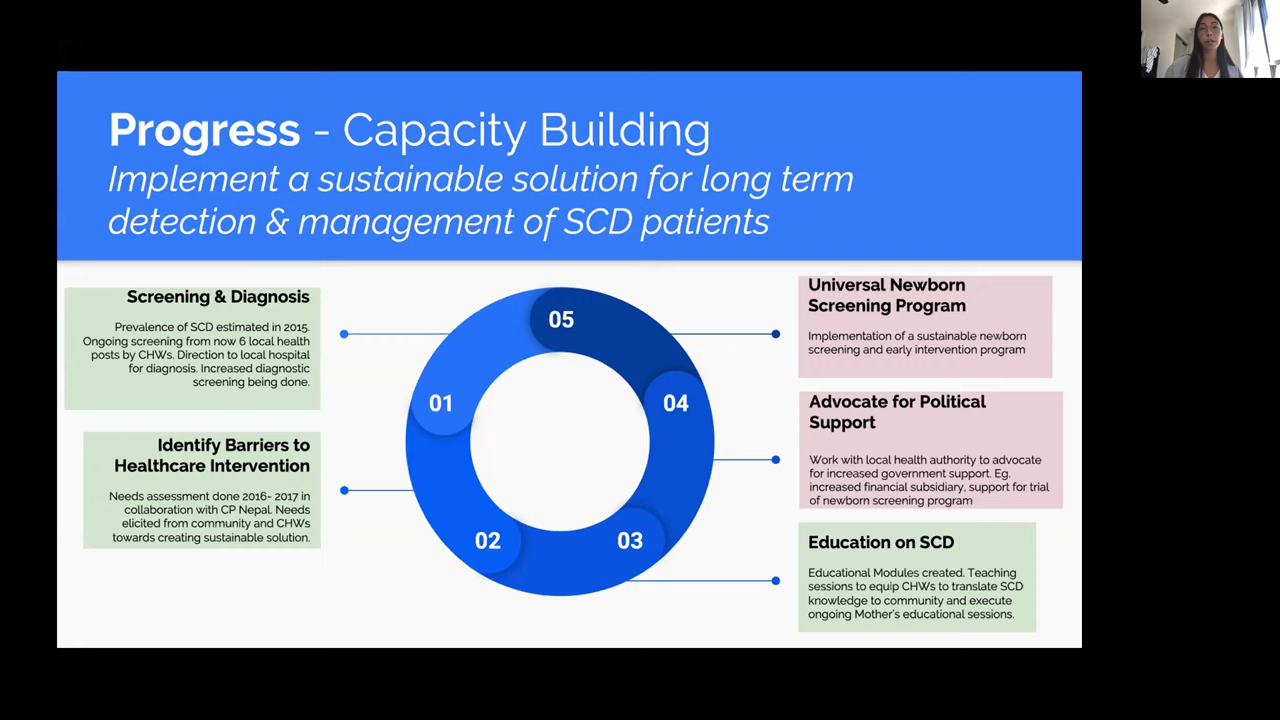 Progress - Capacity Building
Implement a sustainable solution for long term
detection & management of SCD patients
Screening & Diagnosis
Prevalence of SCD estimated in 2015.
Ongoing screening from now 6 local health
posts by CHWs. Direction to local hospital
for diagnosis. Increased diagnostic
screening being done.
Identify Barriers to
Healthcare Intervention
Needs assessment done 2016- 2017 in
collaboration with CP Nepal. Needs
elicited from community and CHWs
towards creating sustainable solution.
05
04
01
02
03
Universal Newborn
Screening Program
Implementation of a sustainable newborn
screening and early intervention program
Advocate for Political
Support
Work with local health authority to advocate
for increased government support. Eg.
increased financial subsidiary, support for trial
of newborn screening program
Education on SCD
Educational Modules created. Teaching
sessions to equip CHWs to translate SCD
knowledge to community and execute
ongoing Mother's educational sessions.